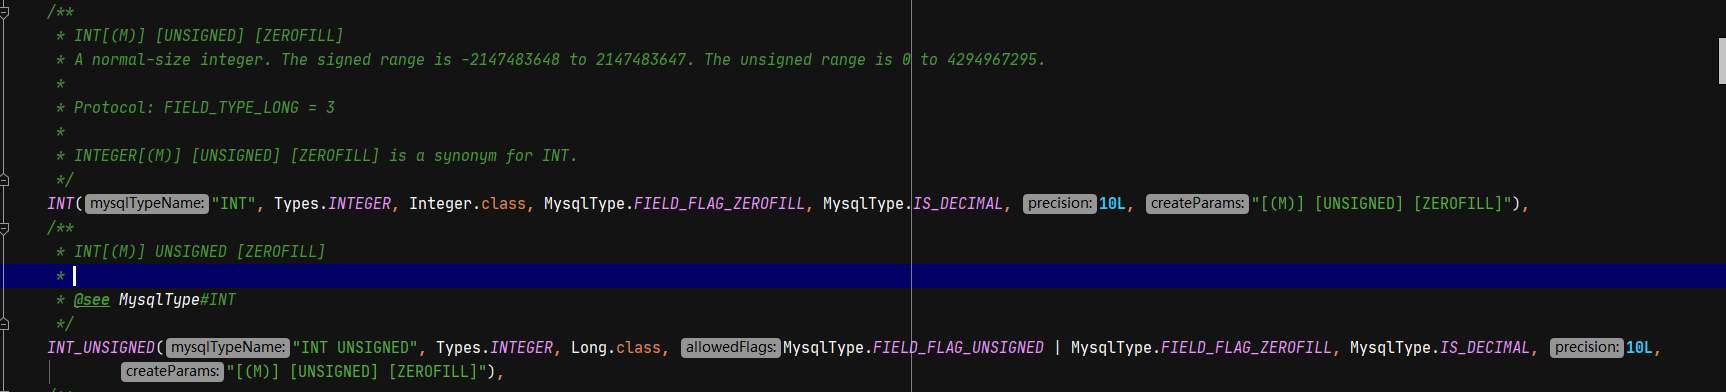 /**
* INT[(M)] [UNSIGNED] [ZEROFILL]
* A normal-size integer. The signed range is -2147483648 to 2147483647. The unsigned range is 0 to 4294967295.
*
* Protocol: FIELD_TYPE_LONG = 3
*
* INTEGER[(M)] [UNSIGNED] [ZEROFILL] is a synonym for INT.
*/
INT( mysqlTypeName: "INT", Types.INTEGER, Integer.class, MysqlType.FIELD_FLAG_ZEROFILL, MysqlType.IS_DECIMAL, precision: 10L, createParams: "[(M)] [UNSIGNED] [ZEROFILL]"),
/**
* INT[(M)] UNSIGNED [ZEROFILL]
*
* @see MysqlType#INT
*/
INT_UNSIGNED( mysqlTypeName: "INT UNSIGNED", Types.INTEGER, Long.class, allowedFlags: MysqlType.FIELD_FLAG_UNSIGNED | MysqlType.FIELD_FLAG_ZEROFILL, MysqlType.IS_DECIMAL, precision: 10L,
createParams: "[(M)] [UNSIGNED] [ZEROFILL]"),